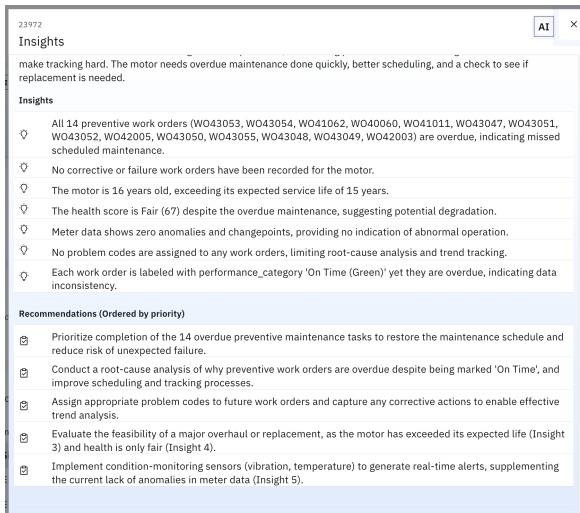 23972
AI
Insights
make tracking hard. The motor needs overdue maintenance done quickly, better scheduling, and a check to see if
replacement is needed.
Insights
All 14 preventive work orders (WO43053, WO43054, WO41062, WO40060, WO41011, WO43047, WO43051,
WO43052, WO42005, WO43050, WO43055, WO43048, WO43049, WO42003) are overdue, indicating missed
scheduled maintenance.
No corrective or failure work orders have been recorded for the motor.
The motor is 16 years old, exceeding its expected service life of 15 years.
The health score is Fair (67) despite the overdue maintenance, suggesting potential degradation.
Meter data shows zero anomalies and changepoints, providing no indication of abnormal operation.
No problem codes are assigned to any work orders, limiting root-cause analysis and trend tracking.
Each work order is labeled with performance_category 'On Time (Green)' yet they are overdue, indicating data
inconsistency.
Recommendations (Ordered by priority)
Prioritize completion of the 14 overdue preventive maintenance tasks to restore the maintenance schedule and
reduce risk of unexpected failure.
Conduct a root-cause analysis of why preventive work orders are overdue despite being marked 'On Time', and
improve scheduling and tracking processes.
Assign appropriate problem codes to future work orders and capture any corrective actions to enable effective
trend analysis.
Evaluate the feasibility of a major overhaul or replacement, as the motor has exceeded its expected life (Insight
3) and health is only fair (Insight 4).
Implement condition-monitoring sensors (vibration, temperature) to generate real-time alerts, supplementing
the current lack of anomalies in meter data (Insight 5).